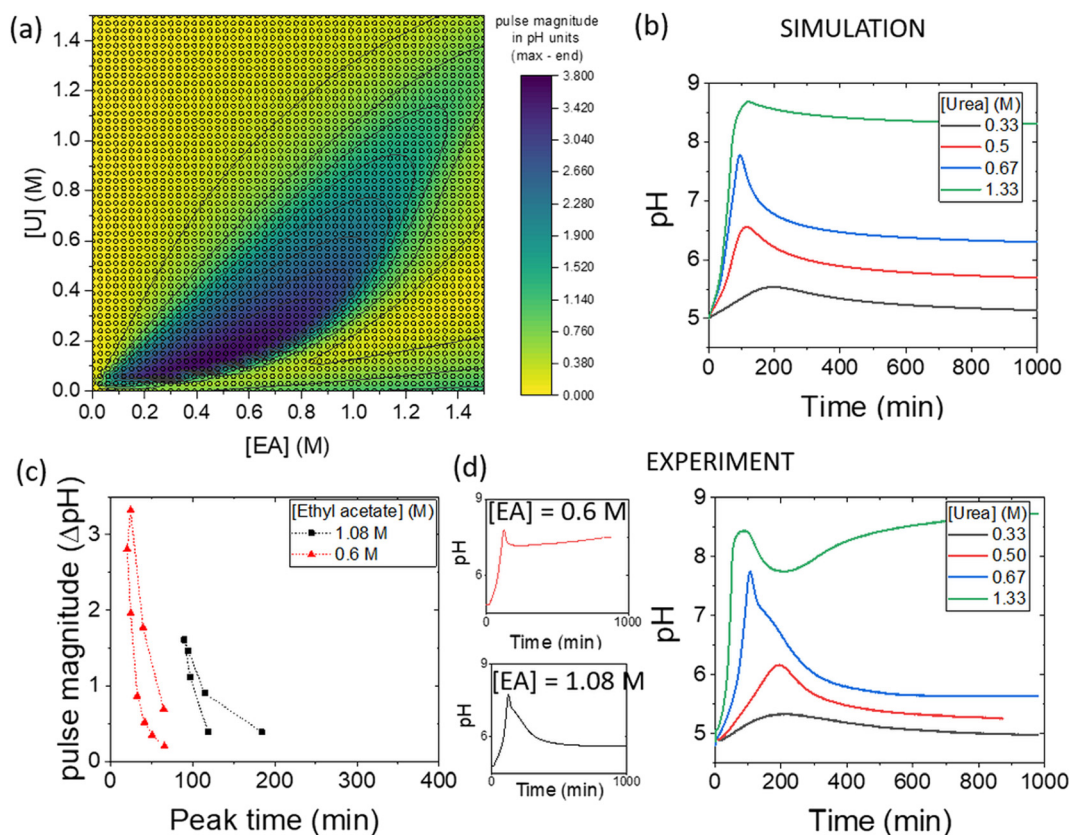 (a)
pulse magnitude
in pH units
(max - end)
3.800
3.420
3.040
2.660
2.280
1.900
1.520
1.140
0.760
0.380
0.000
1.4
1.2
1.0
0.8
0.6
0.4
0.2
0.0
[U] (M)
0.0 0.2 0.4 0.6 0.8 1.0 1.2 1.4
[EA] (M)
(b) SIMULATION
[Urea] (M)
0.33
0.5
0.67
1.33
9
8
7
6
5
pH
0 200 400 600 800 1000
Time (min)
(c)
[Ethyl acetate] (M)
1.08 M
0.6 M
3
2
1
0
pulse magnitude (ΔpH)
0 100 200 300 400
Peak time (min)
(d) EXPERIMENT
[EA] = 0.6 M
9
6
pH
0 1000
Time (min)
[EA] = 1.08 M
9
6
pH
0 1000
Time (min)
[Urea] (M)
0.33
0.50
0.67
1.33
9
8
7
6
5
pH
0 200 400 600 800 1000
Time (min)